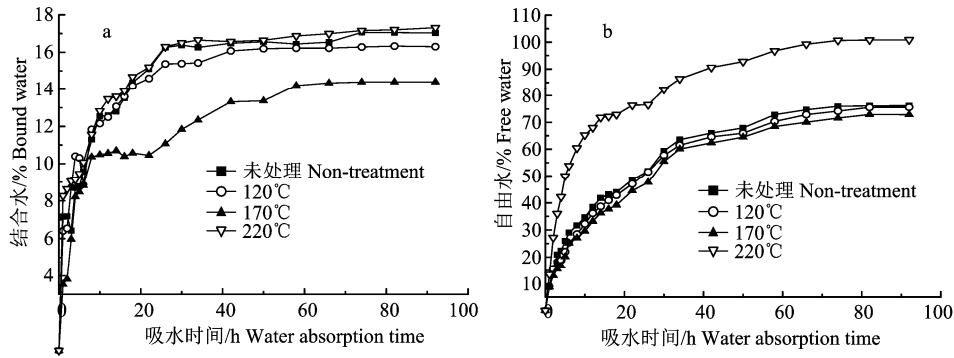 a
结合水/% Bound water
18
16
14
12
10
8
6
4
0 20 40 60 80 100
吸水时间/h Water absorption time
未处理 Non-treatment
120℃
170℃
220℃
b
自由水/% Free water
110
100
90
80
70
60
50
40
30
20
10
0 20 40 60 80 100
吸水时间/h Water absorption time
未处理 Non-treatment
120℃
170℃
220℃